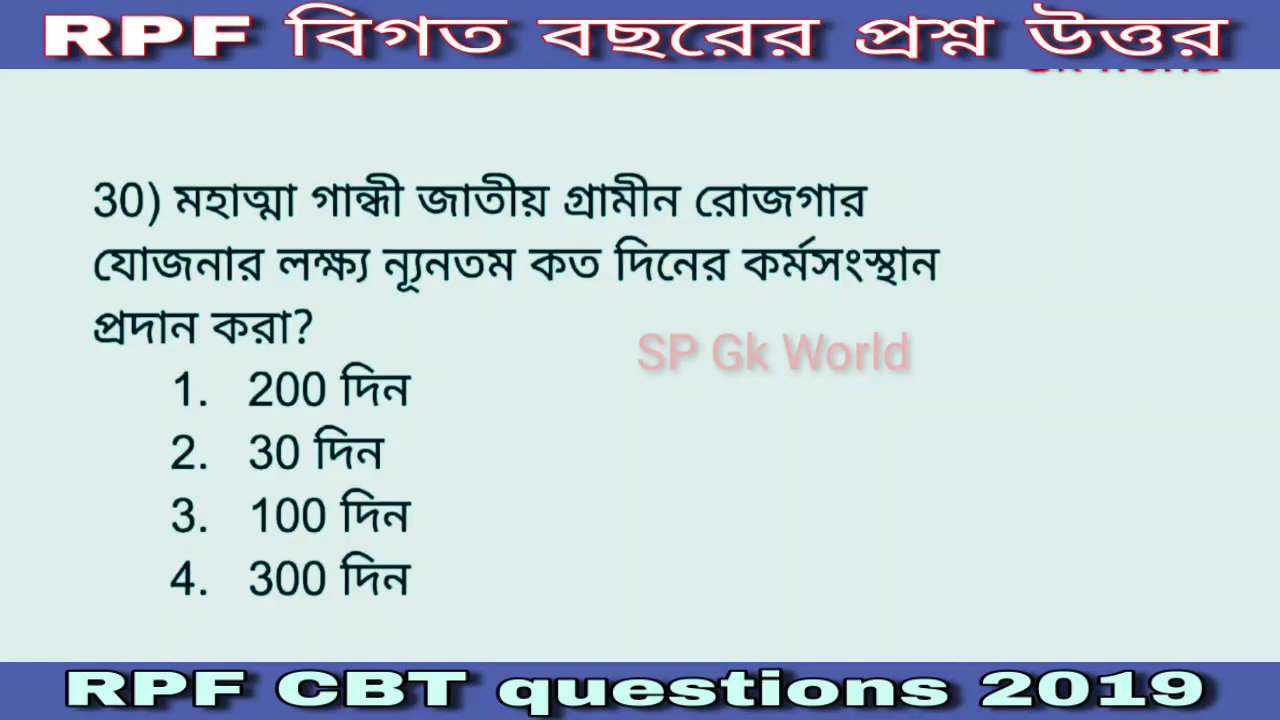 RPF বিগত বছরের প্রশ্ন উত্তর
30) মহাত্মা গান্ধী জাতীয় গ্রামীন রোজগার
যোজনার লক্ষ্য ন্যূনতম কত দিনের কর্মসংস্থান
প্রদান করা?
SP Gk World
1. 200 দিন
2. 30 দিন
3. 100 দিন
4. 300 দিন
RPF CBT questions 2019